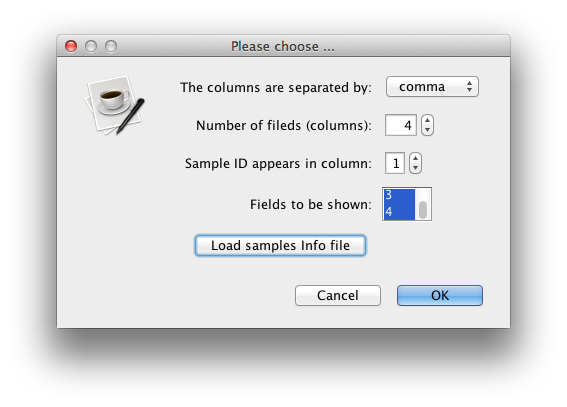 Please choose ...
The columns are separated by: comma
Number of fileds (columns): 4
Sample ID appears in column: 1
Fields to be shown: 3
4
Load samples Info file
Cancel OK